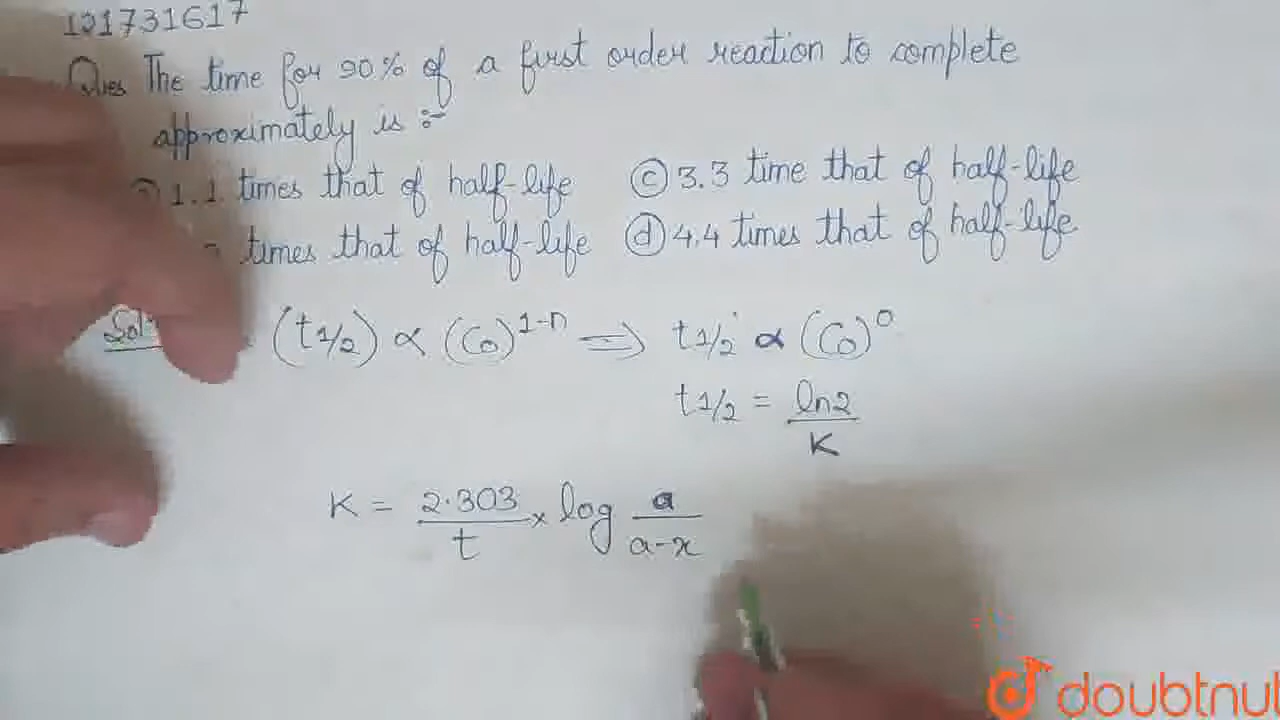 121731617
Ques The time for 90% of a first order reaction to complete
approximately is :-
1.1 times that of half-life (c) 3.3 time that of half-life
times that of half-life (d) 4.4 times that of half-life
Sol
(t1/2) ∝ (C0)^1-n ⇒ t1/2 ∝ (C0)^0
t1/2 = ln2/K
K = 2.303/t × log a/a-x
doubtnut